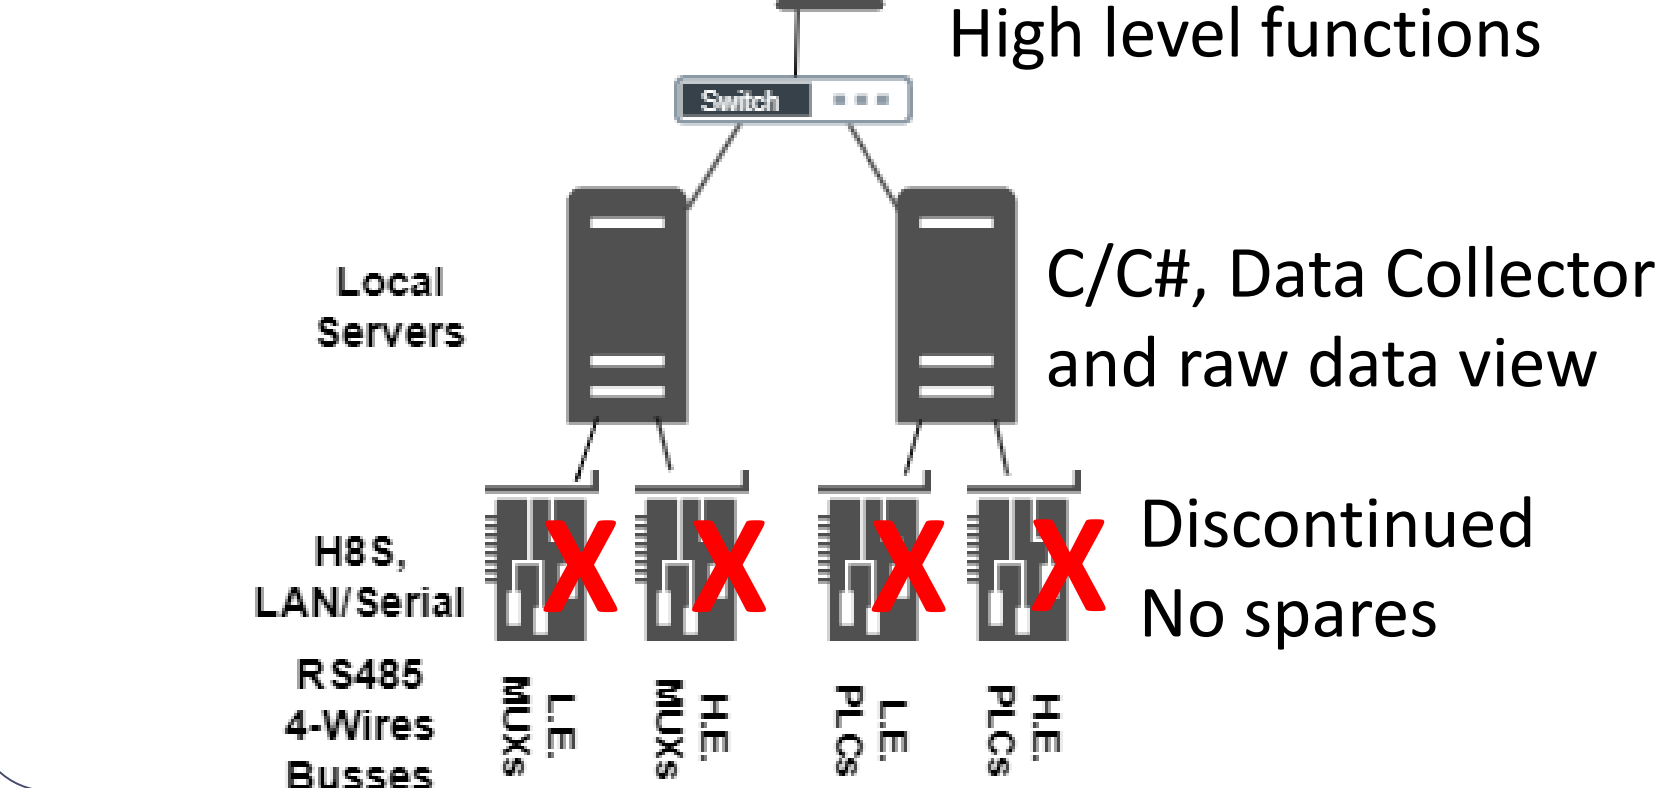 High level functions
Switch
Local
Servers
C/C#, Data Collector
and raw data view
H8S,
LAN/Serial
X X X X
Discontinued
No spares
RS485
4-Wires
Busses
L.E.
MUXs
H.E.
MUXs
L.E.
PLCs
H.E.
PLCs